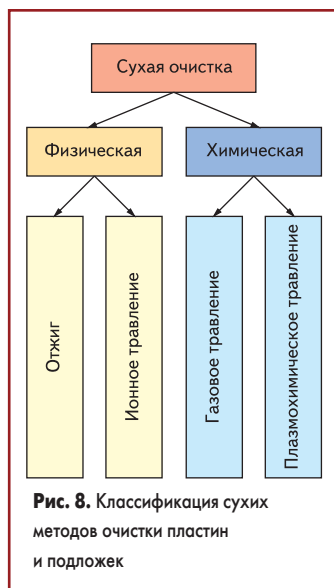 Сухая очистка
Физическая
Химическая
Отжиг
Ионное травление
Газовое травление
Плазмохимическое травление
Рис. 8. Классификация сухих
методов очистки пластин
и подложек